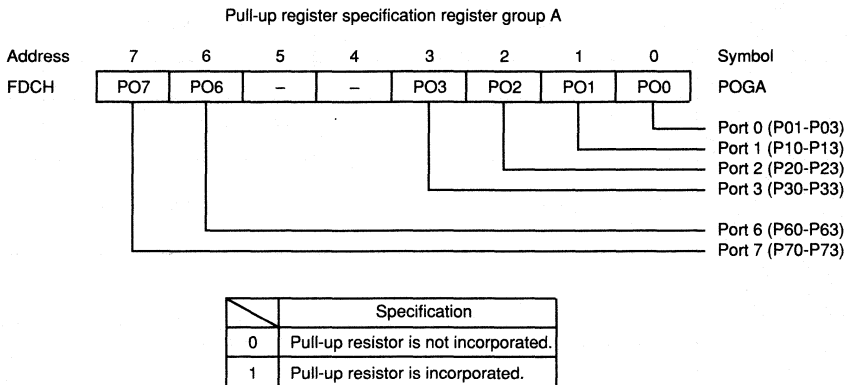 Pull-up register specification register group A
Address 7 6 5 4 3 2 1 0 Symbol
FDCH PO7 PO6 – – PO3 PO2 PO1 PO0 POGA
Port 0 (P01-P03)
Port 1 (P10-P13)
Port 2 (P20-P23)
Port 3 (P30-P33)
Port 6 (P60-P63)
Port 7 (P70-P73)
Specification
0 Pull-up resistor is not incorporated.
1 Pull-up resistor is incorporated.